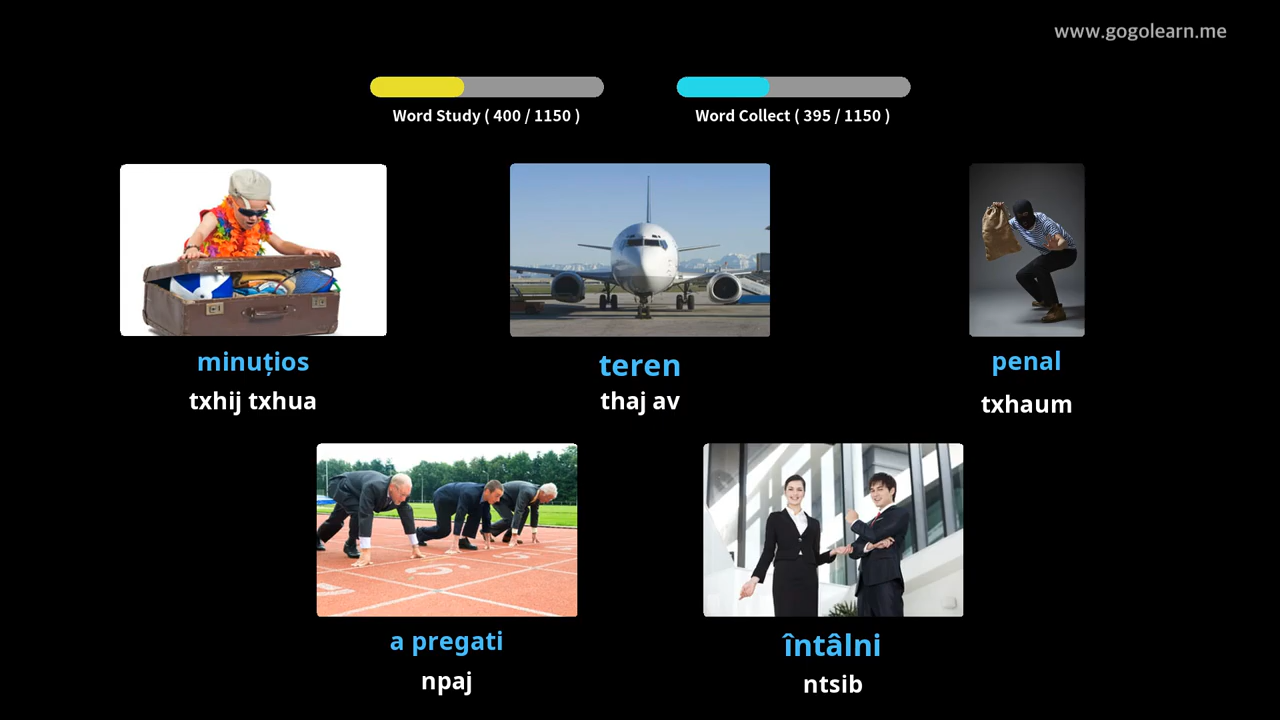 www.gogolearn.me
Word Study ( 400 / 1150 )
Word Collect ( 395 / 1150 )
minuțios
txhij txhua
teren
thaj av
penal
txhaum
a pregati
npaj
întâlni
ntsib